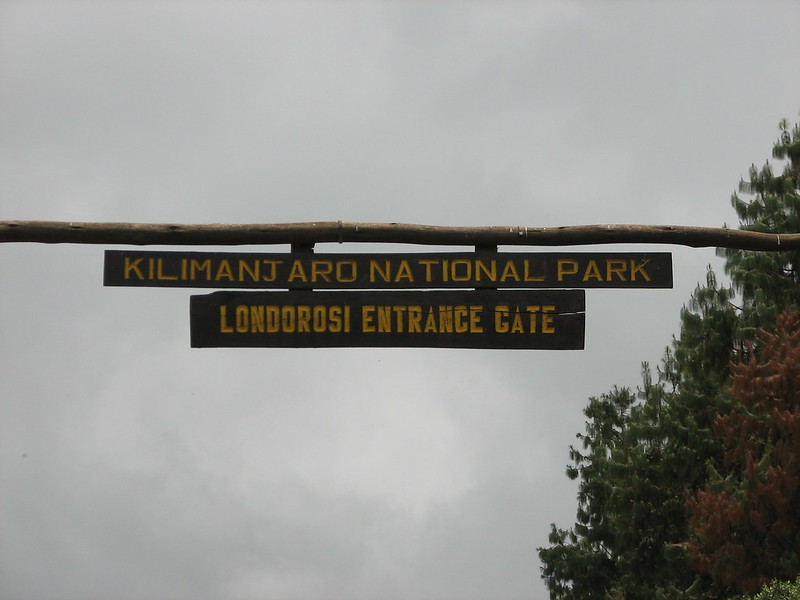 KILIMANJARO NATIONAL PARK
LONDOROSI ENTRANCE GATE